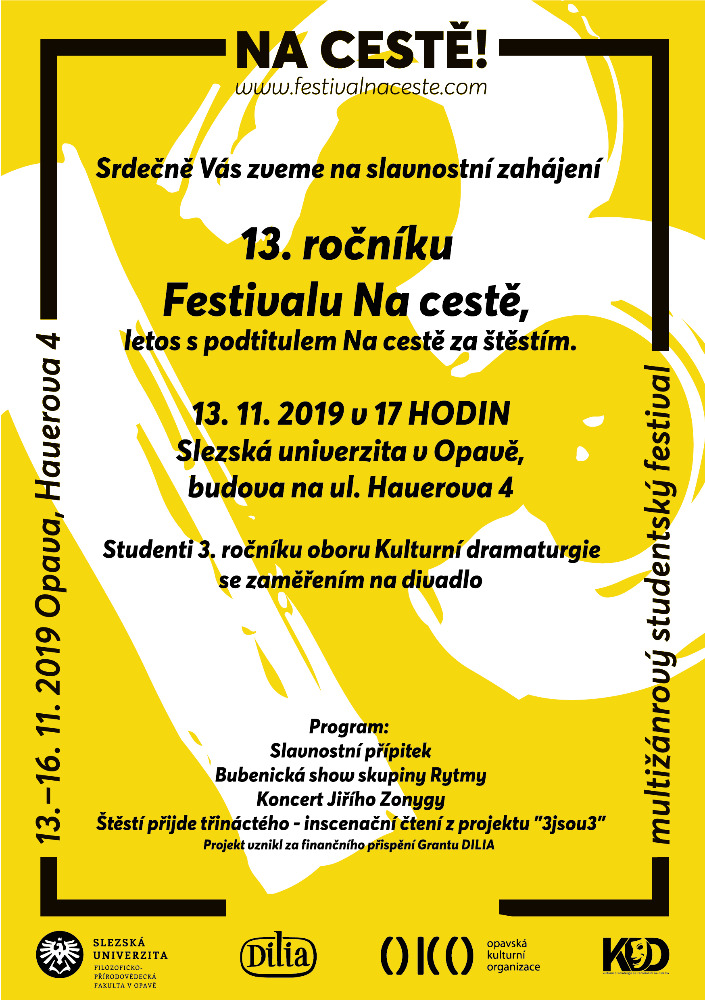 NA CESTĚ!
www.festivalnaceste.com
Srdečně Vás zveme na slavnostní zahájení
13. ročníku
Festivalu Na cestě,
letos s podtitulem Na cestě za štěstím.
13. 11. 2019 v 17 HODIN
Slezská univerzita v Opavě,
budova na ul. Hauerova 4
Studenti 3. ročníku oboru Kulturní dramaturgie
se zaměřením na divadlo
13.–16. 11. 2019 Opava, Hauerova 4
multižánrový studentský festival
Program:
Slavnostní přípitek
Bubenická show skupiny Rytmy
Koncert Jiřího Zonygy
Štěstí přijde třináctého - inscenační čtení z projektu "3jsou3"
Projekt vznikl za finančního přispění Grantu DILIA
SLEZSKÁ
UNIVERZITA
FILOZOFICKO-
PŘÍRODOVĚDECKÁ
FAKULTA V OPAVĚ
Dilia
OKO
opavská
kulturní
organizace
KDD